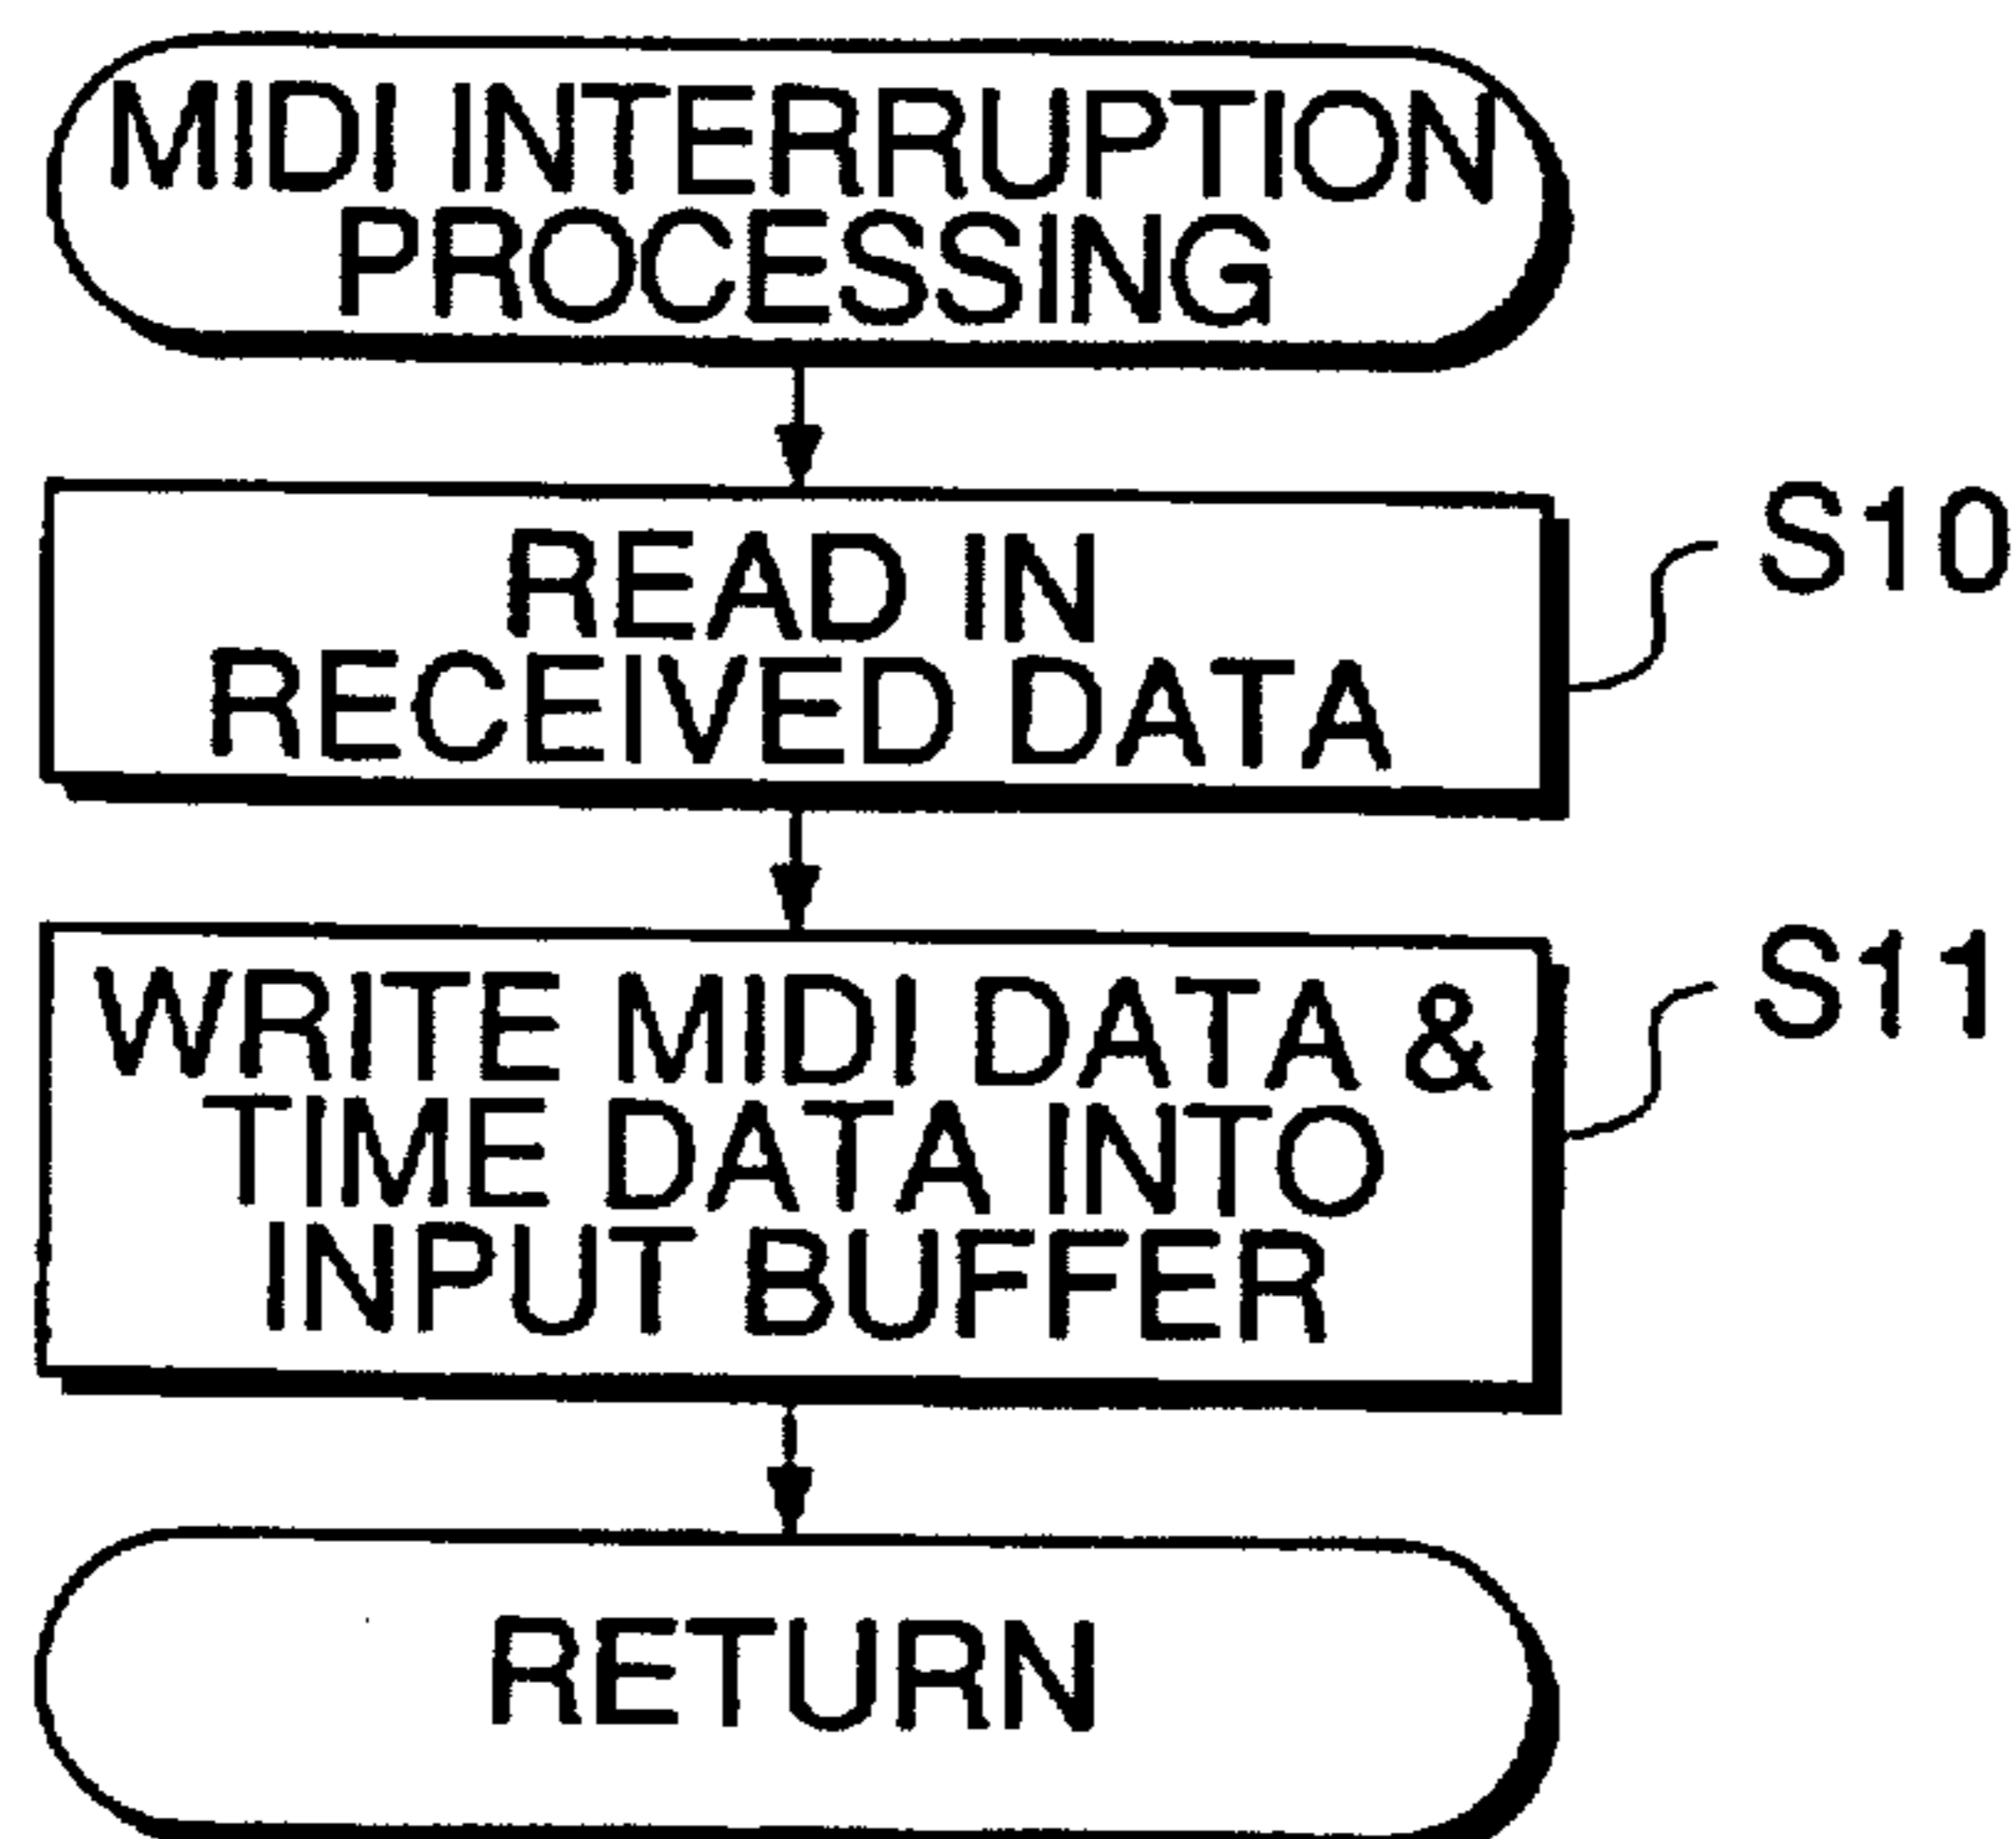 MIDI INTERRUPTION
PROCESSING
READ IN
RECEIVED DATA
S10
WRITE MIDI DATA &
TIME DATA INTO
INPUT BUFFER
S11
RETURN